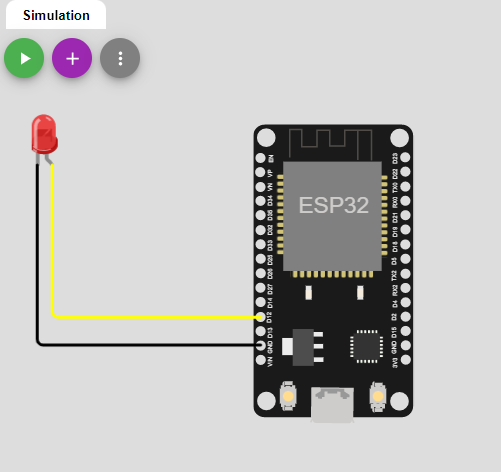 Simulation
ESP32
EN
VP
VN
D34
D35
D32
D33
D25
D26
D27
D14
D12
D13
GND
VIN
D23
D22
TX0
RX0
D21
D19
D18
D5
TX2
RX2
D4
D2
D15
GND
3V3